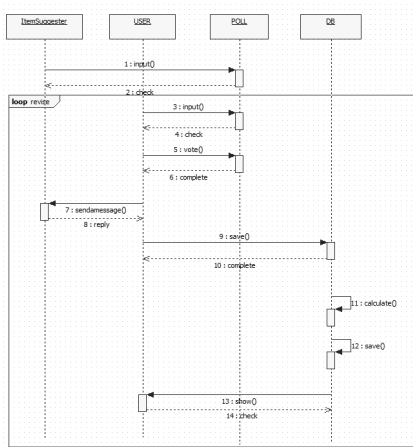 ItemSuggester USER POLL DB
1 : input()
2 : check
loop revise
3 : input()
4 : check
5 : vote()
6 : complete
7 : sendamessage()
8 : reply
9 : save()
10 : complete
11 : calculate()
12 : save()
13 : show()
14 : check